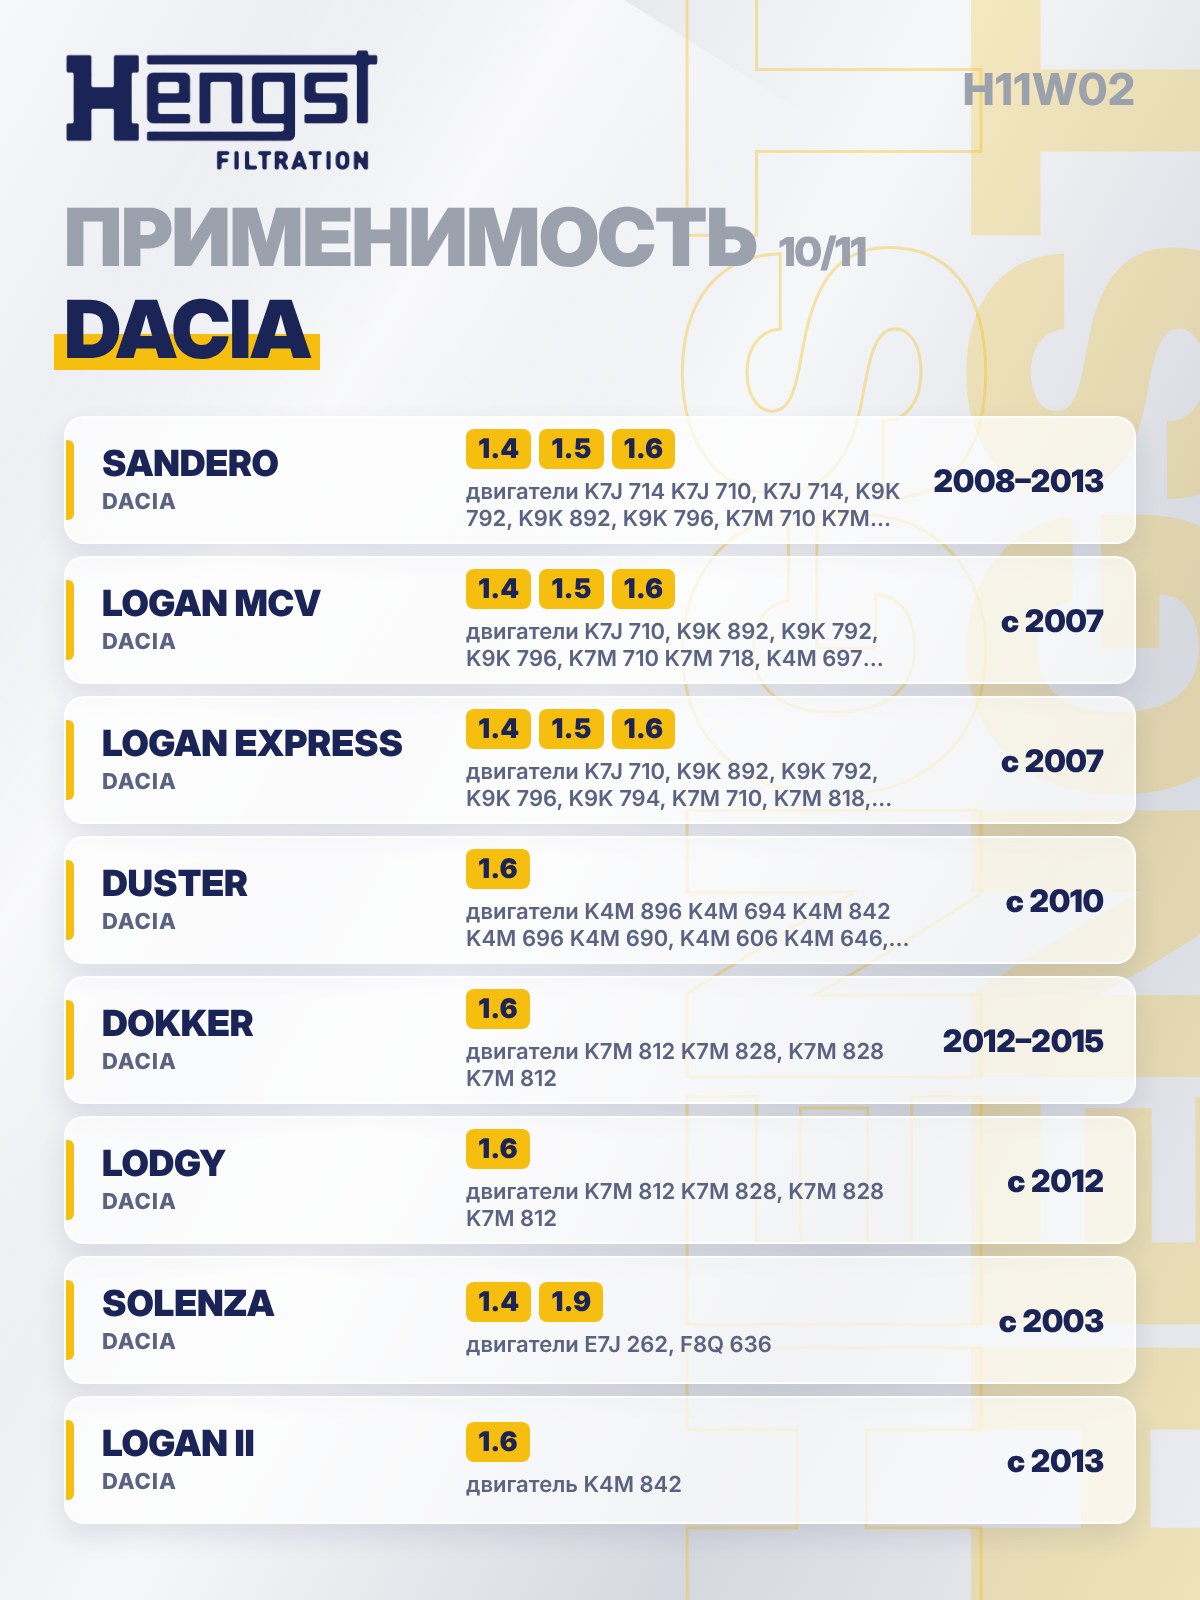 Hengst
FILTRATION
H11W02
ПРИМЕНИМОСТЬ 10/11
DACIA
SANDERO
DACIA
1.4 1.5 1.6
двигатели K7J 714 K7J 710, K7J 714, K9K
792, K9K 892, K9K 796, K7M 710 K7M...
2008–2013
LOGAN MCV
DACIA
1.4 1.5 1.6
двигатели K7J 710, K9K 892, K9K 792,
K9K 796, K7M 710 K7M 718, K4M 697...
с 2007
LOGAN EXPRESS
DACIA
1.4 1.5 1.6
двигатели K7J 710, K9K 892, K9K 792,
K9K 796, K9K 794, K7M 710, K7M 818,...
с 2007
DUSTER
DACIA
1.6
двигатели K4M 896 K4M 694 K4M 842
K4M 696 K4M 690, K4M 606 K4M 646,...
с 2010
DOKKER
DACIA
1.6
двигатели K7M 812 K7M 828, K7M 828
K7M 812
2012–2015
LODGY
DACIA
1.6
двигатели K7M 812 K7M 828, K7M 828
K7M 812
с 2012
SOLENZA
DACIA
1.4 1.9
двигатели E7J 262, F8Q 636
с 2003
LOGAN II
DACIA
1.6
двигатель K4M 842
с 2013
HENGST
HENGST